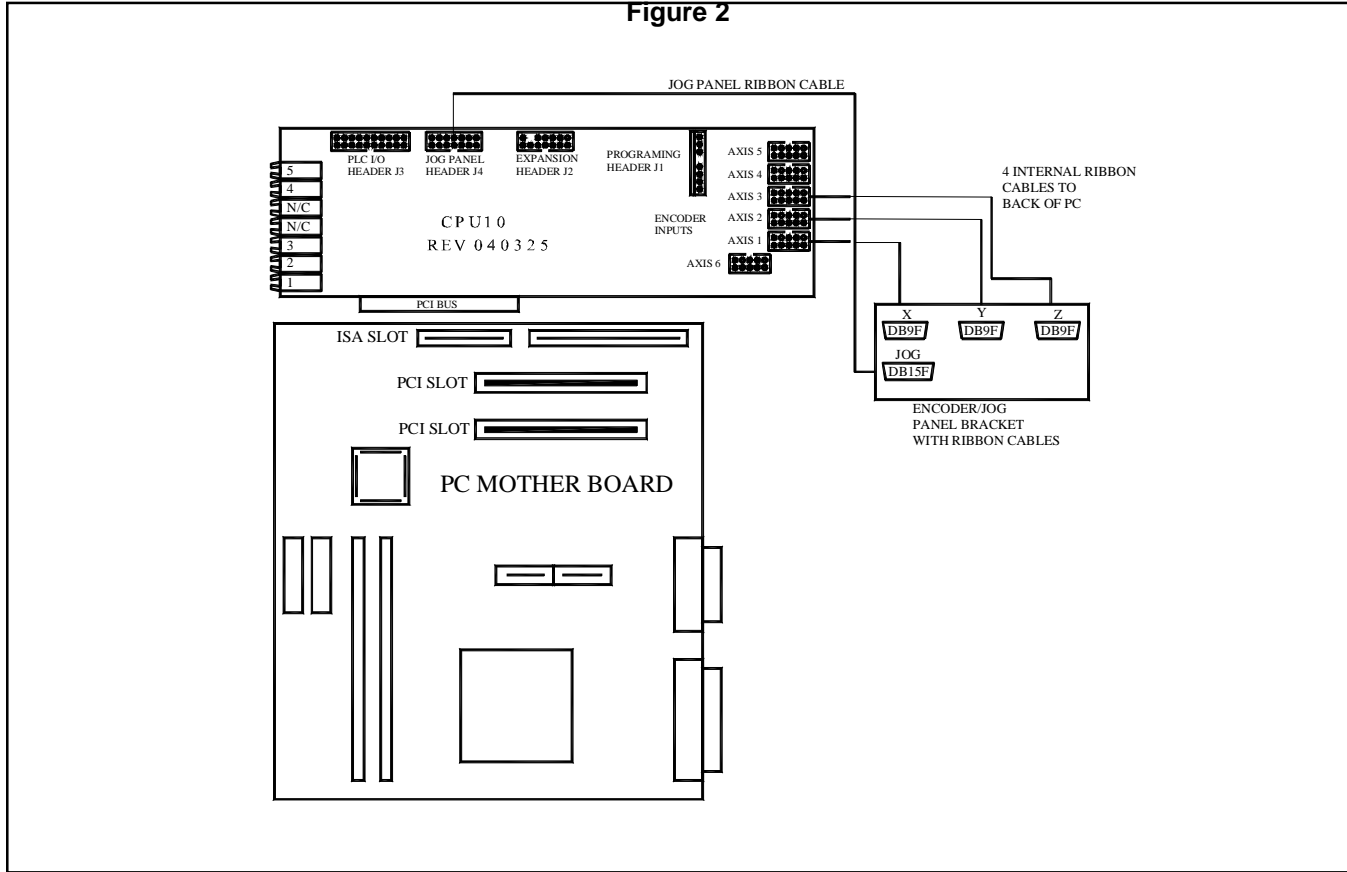 Figure 2
JOG PANEL RIBBON CABLE
PLC I/O
HEADER J3
JOG PANEL
HEADER J4
EXPANSION
HEADER J2
PROGRAMING
HEADER J1
AXIS 5
AXIS 4
AXIS 3
AXIS 2
AXIS 1
AXIS 6
ENCODER
INPUTS
5
4
N/C
N/C
3
2
1
CPU10
REV 040325
PCI BUS
4 INTERNAL RIBBON
CABLES TO
BACK OF PC
X
Y
Z
DB9F
DB9F
DB9F
JOG
DB15F
ENCODER/JOG
PANEL BRACKET
WITH RIBBON CABLES
ISA SLOT
PCI SLOT
PCI SLOT
PC MOTHER BOARD